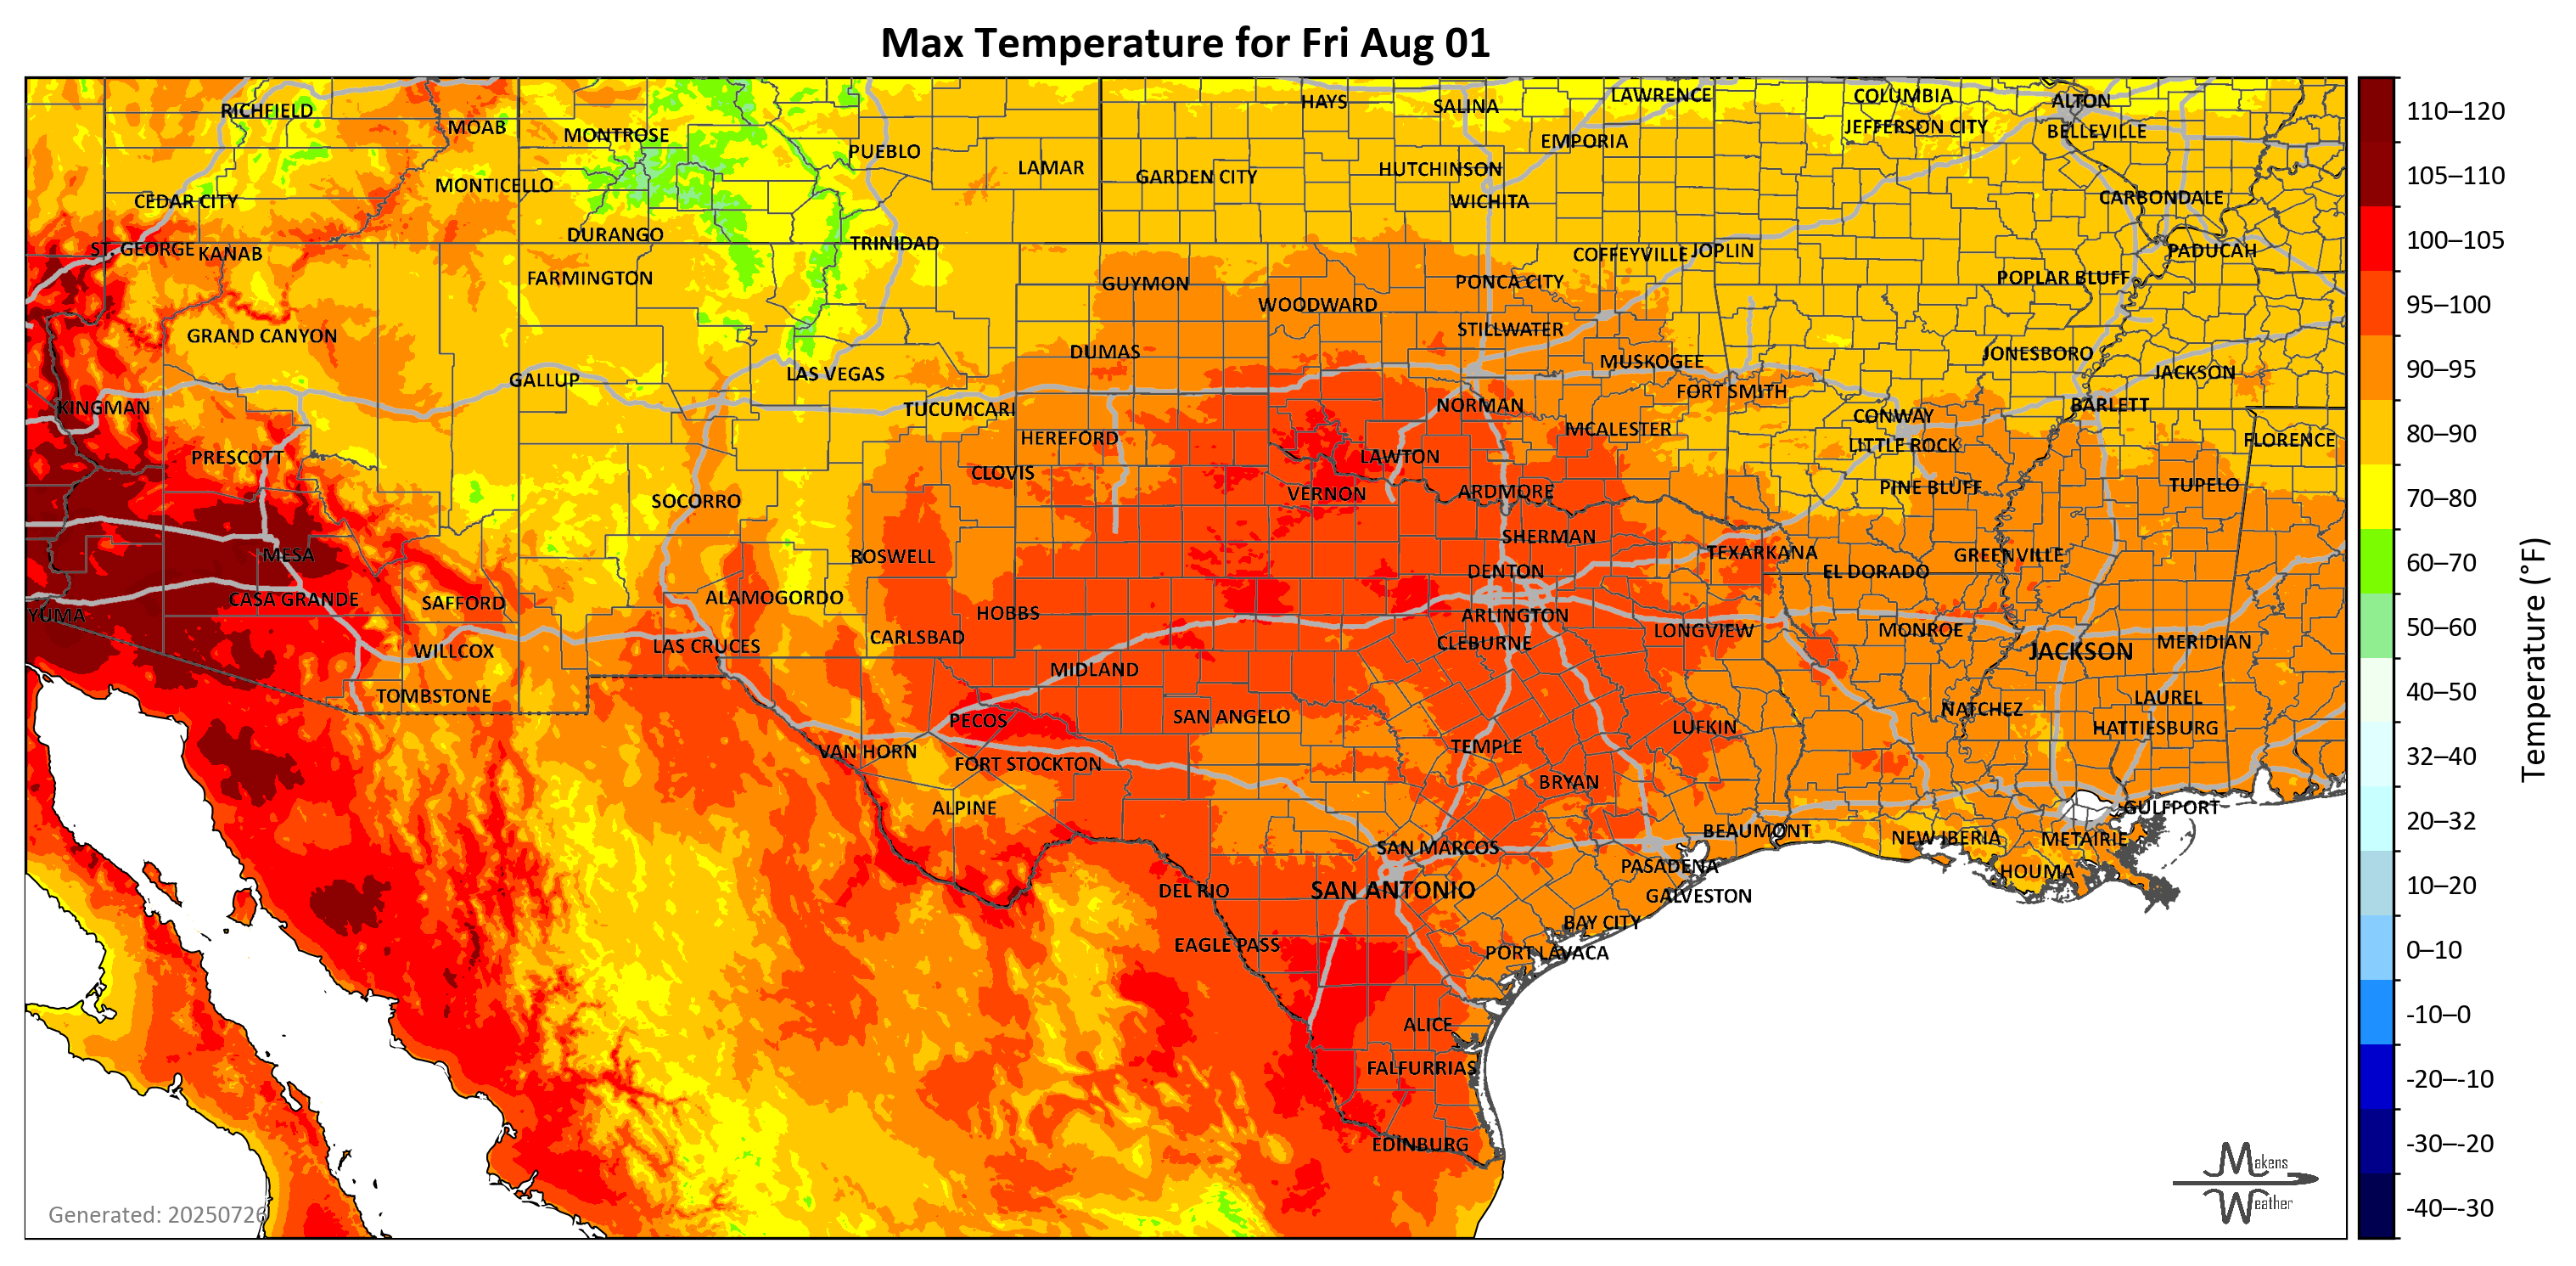 Max Temperature for Fri Aug 01
HAYS
SALINA
LAWRENCE
COLUMBIA
ALTON
RICHFIELD
MOAB
MONTROSE
PUEBLO
EMPORIA
JEFFERSON CITY
BELLEVILLE
LAMAR
GARDEN CITY
HUTCHINSON
MONTICELLO
CEDAR CITY
WICHITA
CARBONDALE
DURANGO
TRINIDAD
ST. GEORGE
KANAB
COFFEYVILLE
JOPLIN
PADUCAH
FARMINGTON
GUYMON
PONCA CITY
POPLAR BLUFF
WOODWARD
GRAND CANYON
STILLWATER
DUMAS
MUSKOGEE
JONESBORO
JACKSON
GALLUP
LAS VEGAS
FORT SMITH
KINGMAN
TUCUMCARI
NORMAN
CONWAY
BARLETT
MCALESTER
HEREFORD
LITTLE ROCK
FLORENCE
PRESCOTT
CLOVIS
LAWTON
SOCORRO
VERNON
ARDMORE
PINE BLUFF
TUPELO
SHERMAN
MESA
ROSWELL
TEXARKANA
GREENVILLE
DENTON
EL DORADO
CASA GRANDE
SAFFORD
ALAMOGORDO
YUMA
HOBBS
ARLINGTON
CARLSBAD
CLEBURNE
LONGVIEW
MONROE
WILLCOX
LAS CRUCES
JACKSON
MERIDIAN
MIDLAND
TOMBSTONE
LAUREL
PECOS
SAN ANGELO
NATCHEZ
LUFKIN
HATTIESBURG
VAN HORN
TEMPLE
FORT STOCKTON
BRYAN
ALPINE
GULFPORT
BEAUMONT
NEW IBERIA
METAIRIE
SAN MARCOS
PASADENA
HOUMA
DEL RIO
SAN ANTONIO
GALVESTON
BAY CITY
EAGLE PASS
PORT LAVACA
ALICE
FALFURRIAS
EDINBURG
Generated: 20250726
Makens
Weather
110–120
105–110
100–105
95–100
90–95
80–90
70–80
60–70
50–60
40–50
32–40
20–32
10–20
0–10
-10–0
-20–-10
-30–-20
-40–-30
Temperature (°F)